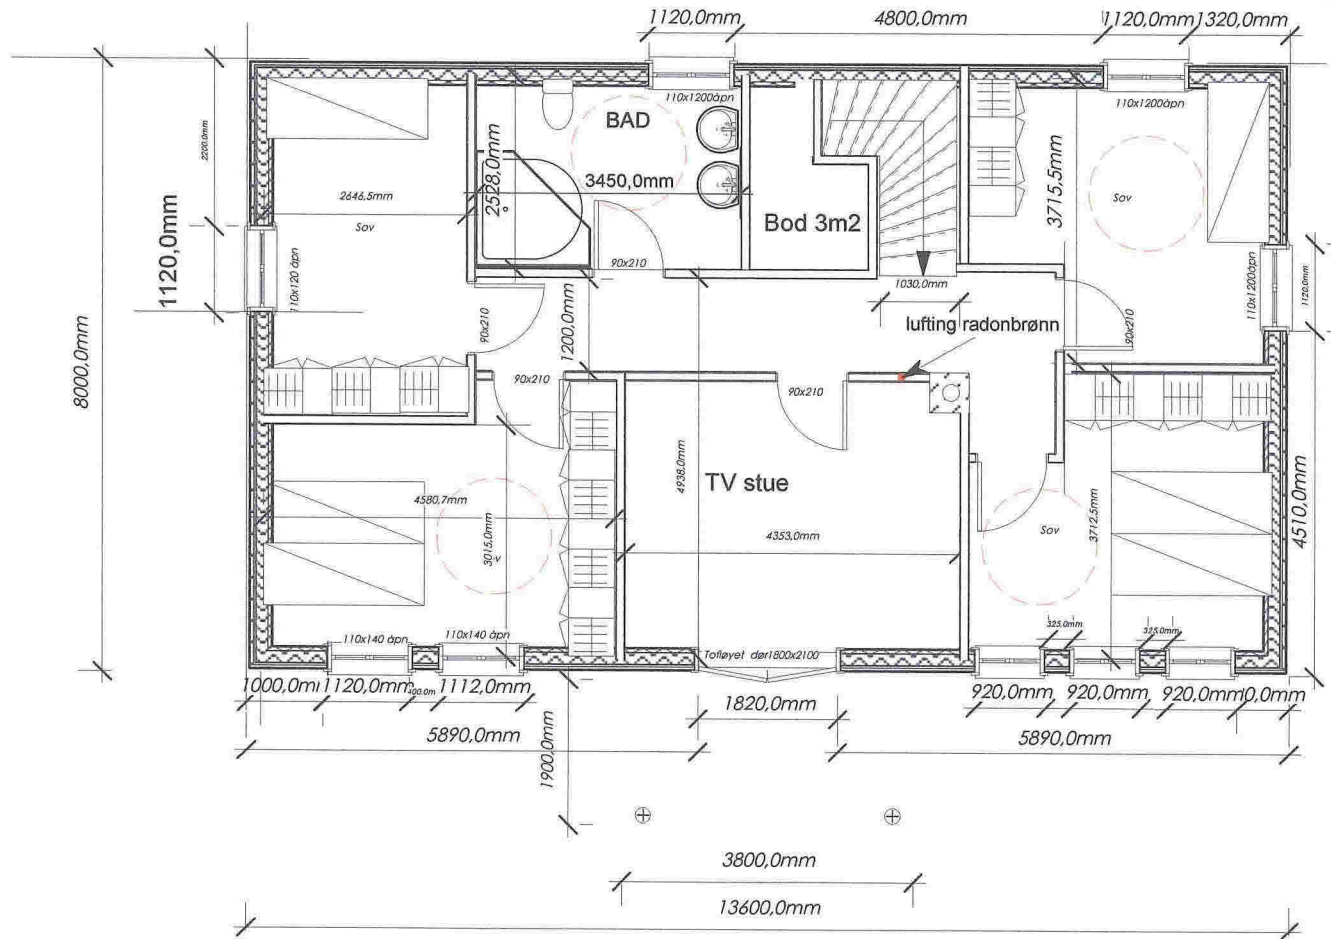 1120,0mm
4800,0mm
1120,0mm
1320,0mm
110x1200åpn
110x1200åpn
BAD
2200,0mm
2528,0mm
3450,0mm
3715,5mm
2646,5mm
Sov
Sov
Bod 3m2
1120,0mm
110x120 åpn
90x210
110x1200åpn
1120,0mm
1030,0mm
lufting radonbrønn
90x210
1200,0mm
90x210
8000,0mm
90x210
90x210
4938,0mm
TV stue
4580,7mm
3015,0mm
4353,0mm
Sov
3712,5mm
4510,0mm
325,0mm
325,0mm
110x140 åpn
110x140 åpn
Tofløyet dør1800x2100
1000,0m
1120,0mm
400,0m
1112,0mm
1820,0mm
920,0mm
920,0mm
920,0mm
0,0mm
5890,0mm
5890,0mm
1900,0mm
3800,0mm
13600,0mm